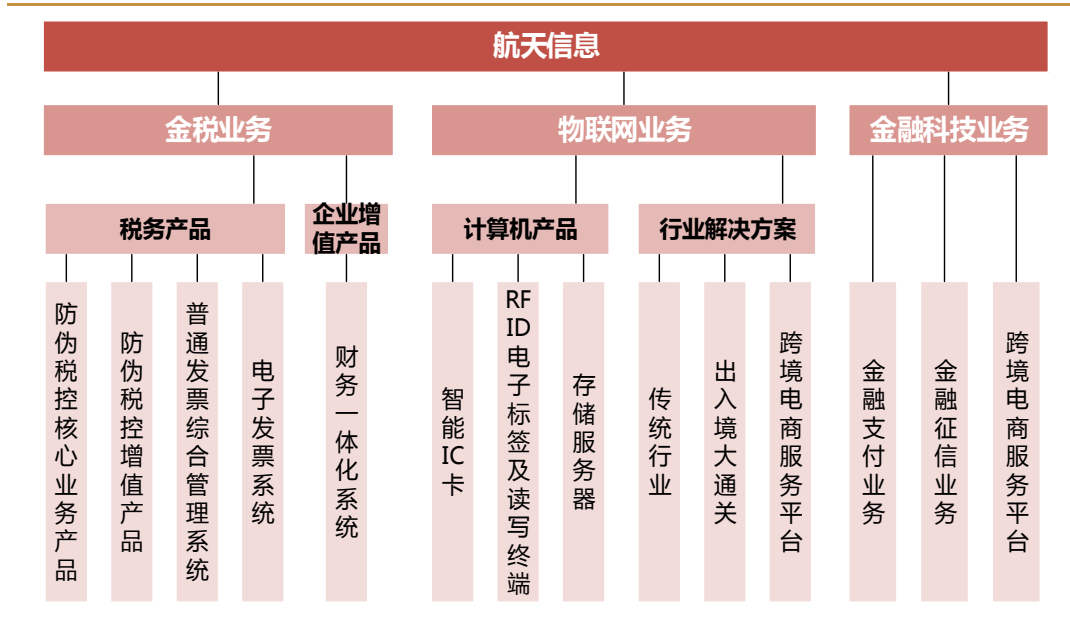 航天信息
金税业务
物联网业务
金融科技业务
税务产品
企业增
值产品
计算机产品
行业解决方案
防伪税控核心业务产品
防伪税控增值产品
普通发票综合管理系统
电子发票系统
财务一体化系统
智能IC卡
RFID电子标签及读写终端
存储服务器
传统行业
出入境大通关
跨境电商服务平台
金融支付业务
金融征信业务
跨境电商服务平台